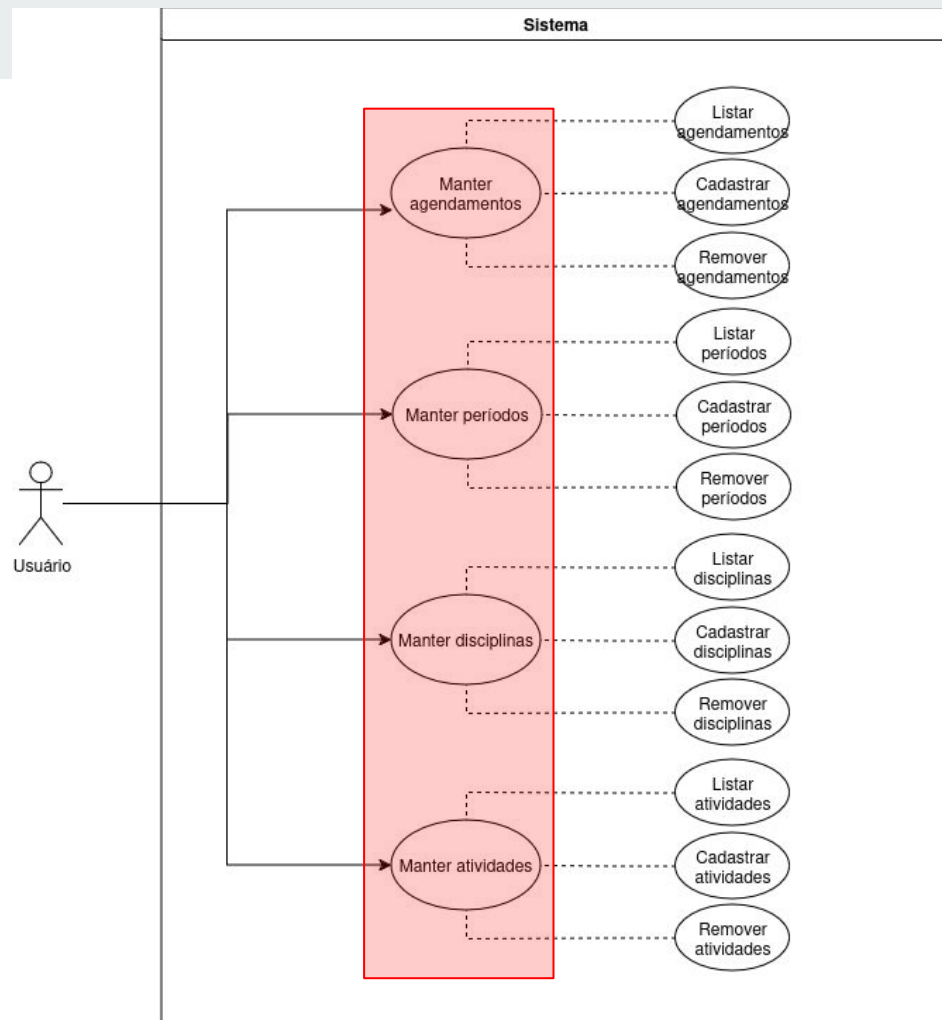 Sistema
Listar
agendamentos
Manter
agendamentos
Cadastrar
agendamentos
Remover
agendamentos
Listar
períodos
Manter períodos
Cadastrar
períodos
Remover
períodos
Usuário
Listar
disciplinas
Manter disciplinas
Cadastrar
disciplinas
Remover
disciplinas
Listar
atividades
Manter atividades
Cadastrar
atividades
Remover
atividades